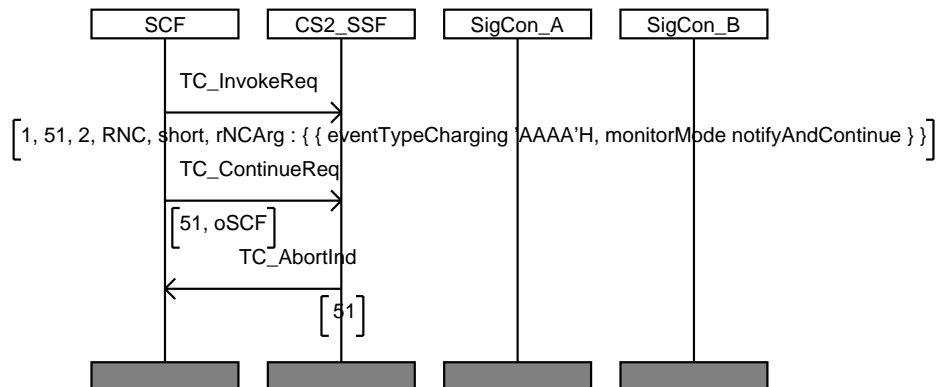 SCF CS2_SSF SigCon_A SigCon_B
TC_InvokeReq
1, 51, 2, RNC, short, rNCArg : { { eventTypeCharging 'AAAA'H, monitorMode notifyAndContinue } }
TC_ContinueReq
51, oSCF
TC_AbortInd
51